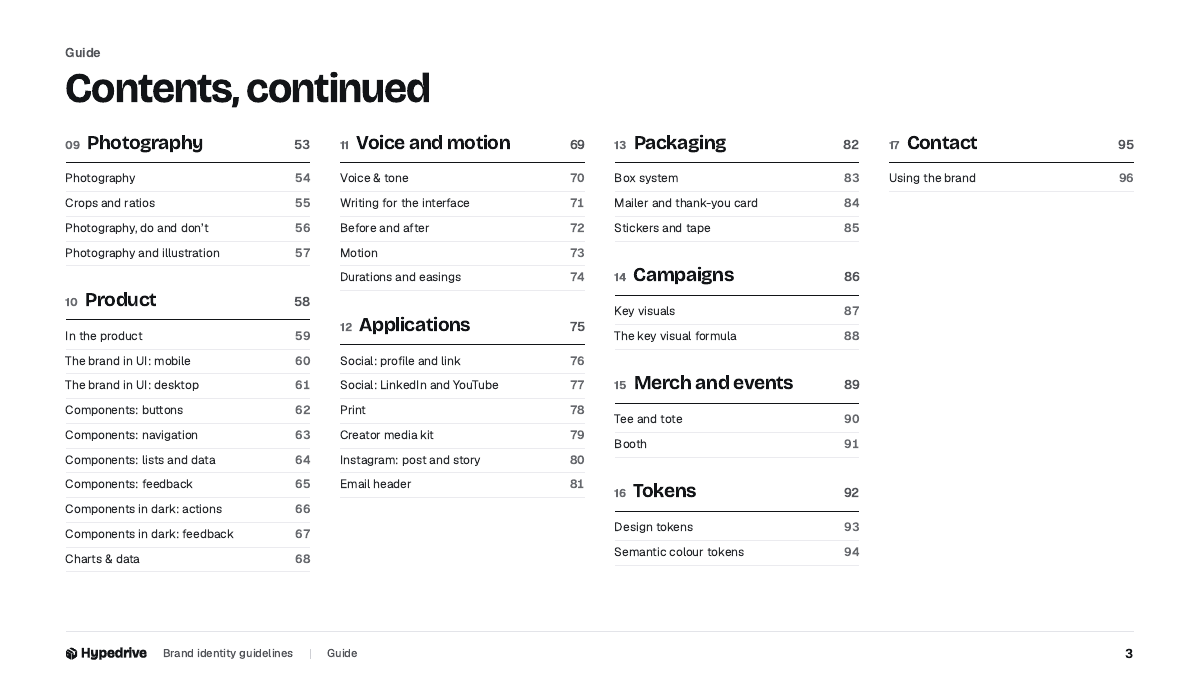 Guide
Contents, continued
09 Photography 53
Photography 54
Crops and ratios 55
Photography, do and don't 56
Photography and illustration 57
10 Product 58
In the product 59
The brand in UI: mobile 60
The brand in UI: desktop 61
Components: buttons 62
Components: navigation 63
Components: lists and data 64
Components: feedback 65
Components in dark: actions 66
Components in dark: feedback 67
Charts & data 68
11 Voice and motion 69
Voice & tone 70
Writing for the interface 71
Before and after 72
Motion 73
Durations and easings 74
12 Applications 75
Social: profile and link 76
Social: LinkedIn and YouTube 77
Print 78
Creator media kit 79
Instagram: post and story 80
Email header 81
13 Packaging 82
Box system 83
Mailer and thank-you card 84
Stickers and tape 85
14 Campaigns 86
Key visuals 87
The key visual formula 88
15 Merch and events 89
Tee and tote 90
Booth 91
16 Tokens 92
Design tokens 93
Semantic colour tokens 94
17 Contact 95
Using the brand 96
Hypedrive Brand identity guidelines | Guide 3